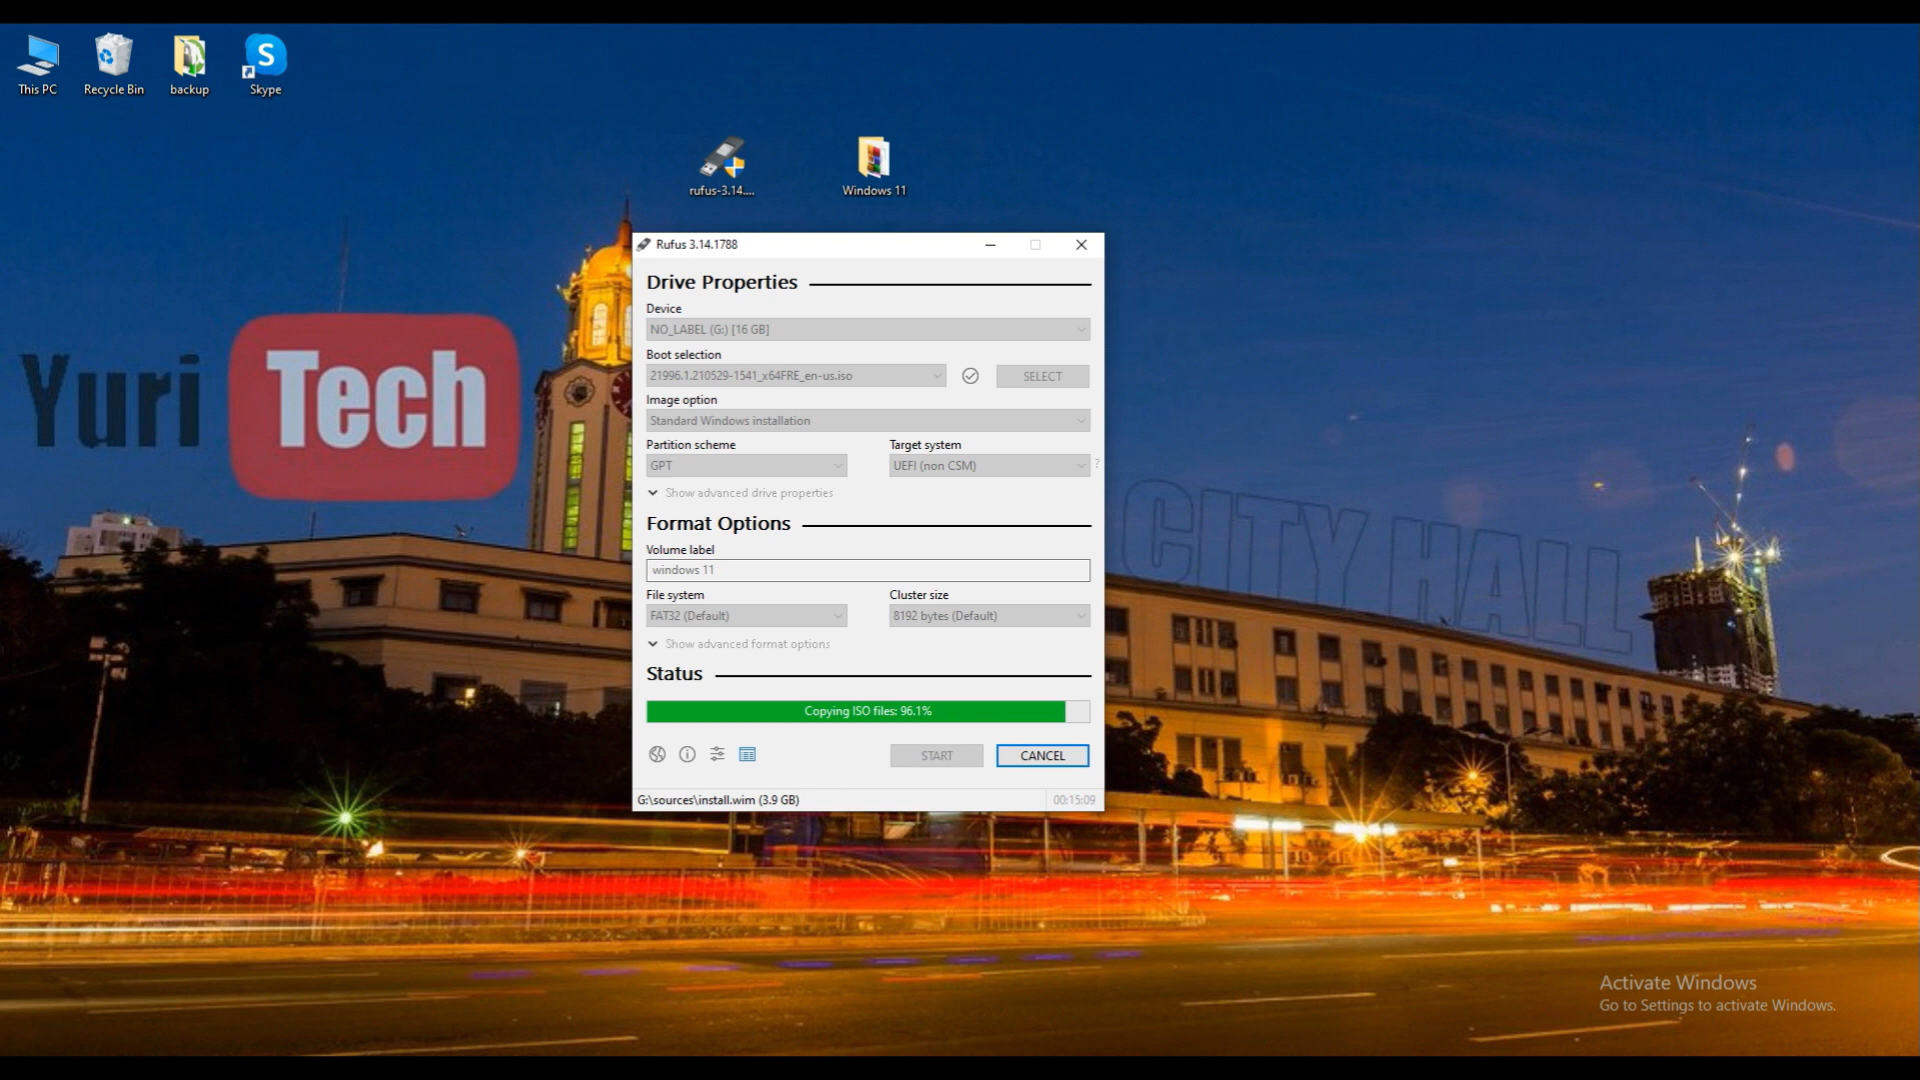 This PC
Recycle Bin
backup
Skype
rufus-3.14....
Windows 11
Yuri Tech
CITY HALL
Rufus 3.14.1788
Drive Properties
Device
NO_LABEL (G:) [16 GB]
Boot selection
21996.1.210529-1541_x64FRE_en-us.iso
SELECT
Image option
Standard Windows installation
Partition scheme
Target system
GPT
UEFI (non CSM)
?
Show advanced drive properties
Format Options
Volume label
windows 11
File system
Cluster size
FAT32 (Default)
8192 bytes (Default)
Show advanced format options
Status
Copying ISO files: 96.1%
START
CANCEL
G:\sources\install.wim (3.9 GB)
00:15:09
Activate Windows
Go to Settings to activate Windows.